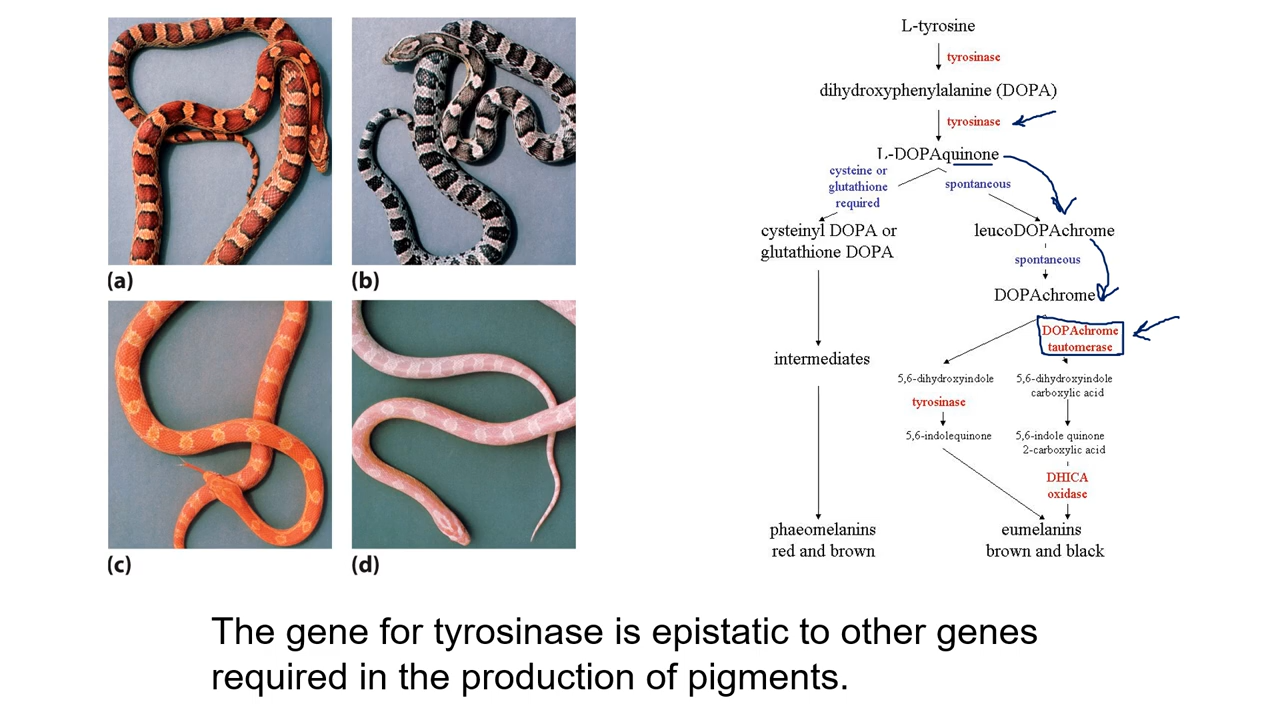 (a)
(b)
(c)
(d)
L-tyrosine
tyrosinase
dihydroxyphenylalanine (DOPA)
tyrosinase
L-DOPAquinone
cysteine or
glutathione
required
spontaneous
cysteinyl DOPA or
glutathione DOPA
leucoDOPAchrome
spontaneous
DOPAchrome
DOPAchrome
tautomerase
intermediates
5,6-dihydroxyindole
5,6-dihydroxyindole
carboxylic acid
tyrosinase
5,6-indolequinone
5,6-indole quinone
2-carboxylic acid
DHICA
oxidase
phaeomelanins
red and brown
eumelanins
brown and black
The gene for tyrosinase is epistatic to other genes
required in the production of pigments.